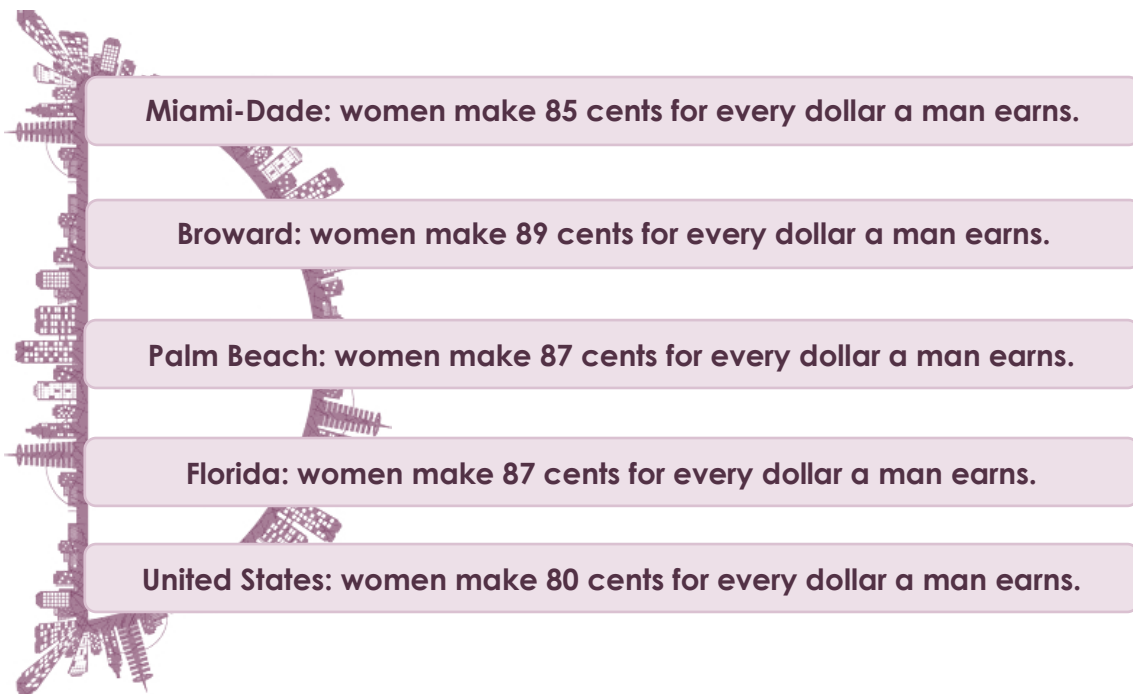 Miami-Dade: women make 85 cents for every dollar a man earns.
Broward: women make 89 cents for every dollar a man earns.
Palm Beach: women make 87 cents for every dollar a man earns.
Florida: women make 87 cents for every dollar a man earns.
United States: women make 80 cents for every dollar a man earns.